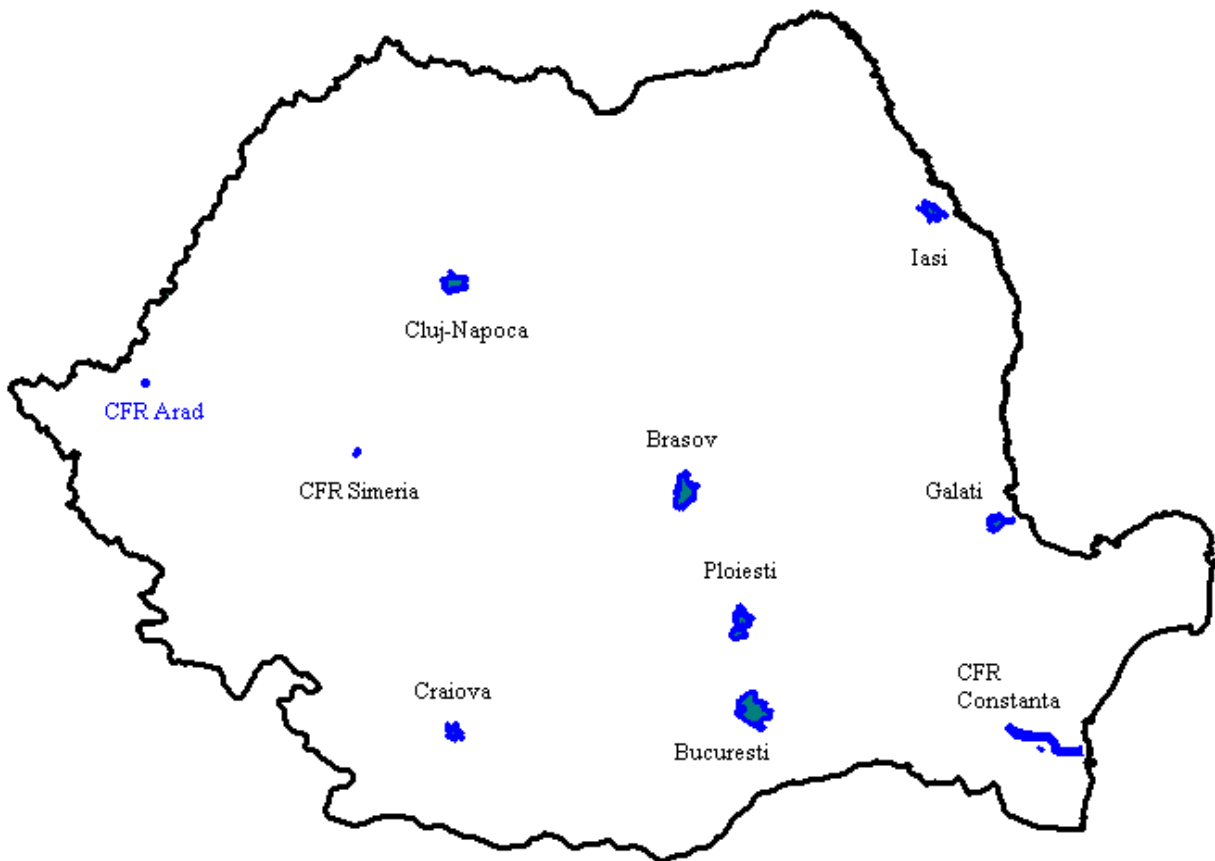 Iasi
Cluj-Napoca
CFR Arad
Brasov
CFR Simeria
Galati
Ploiesti
CFR
Constanta
Craiova
Bucuresti